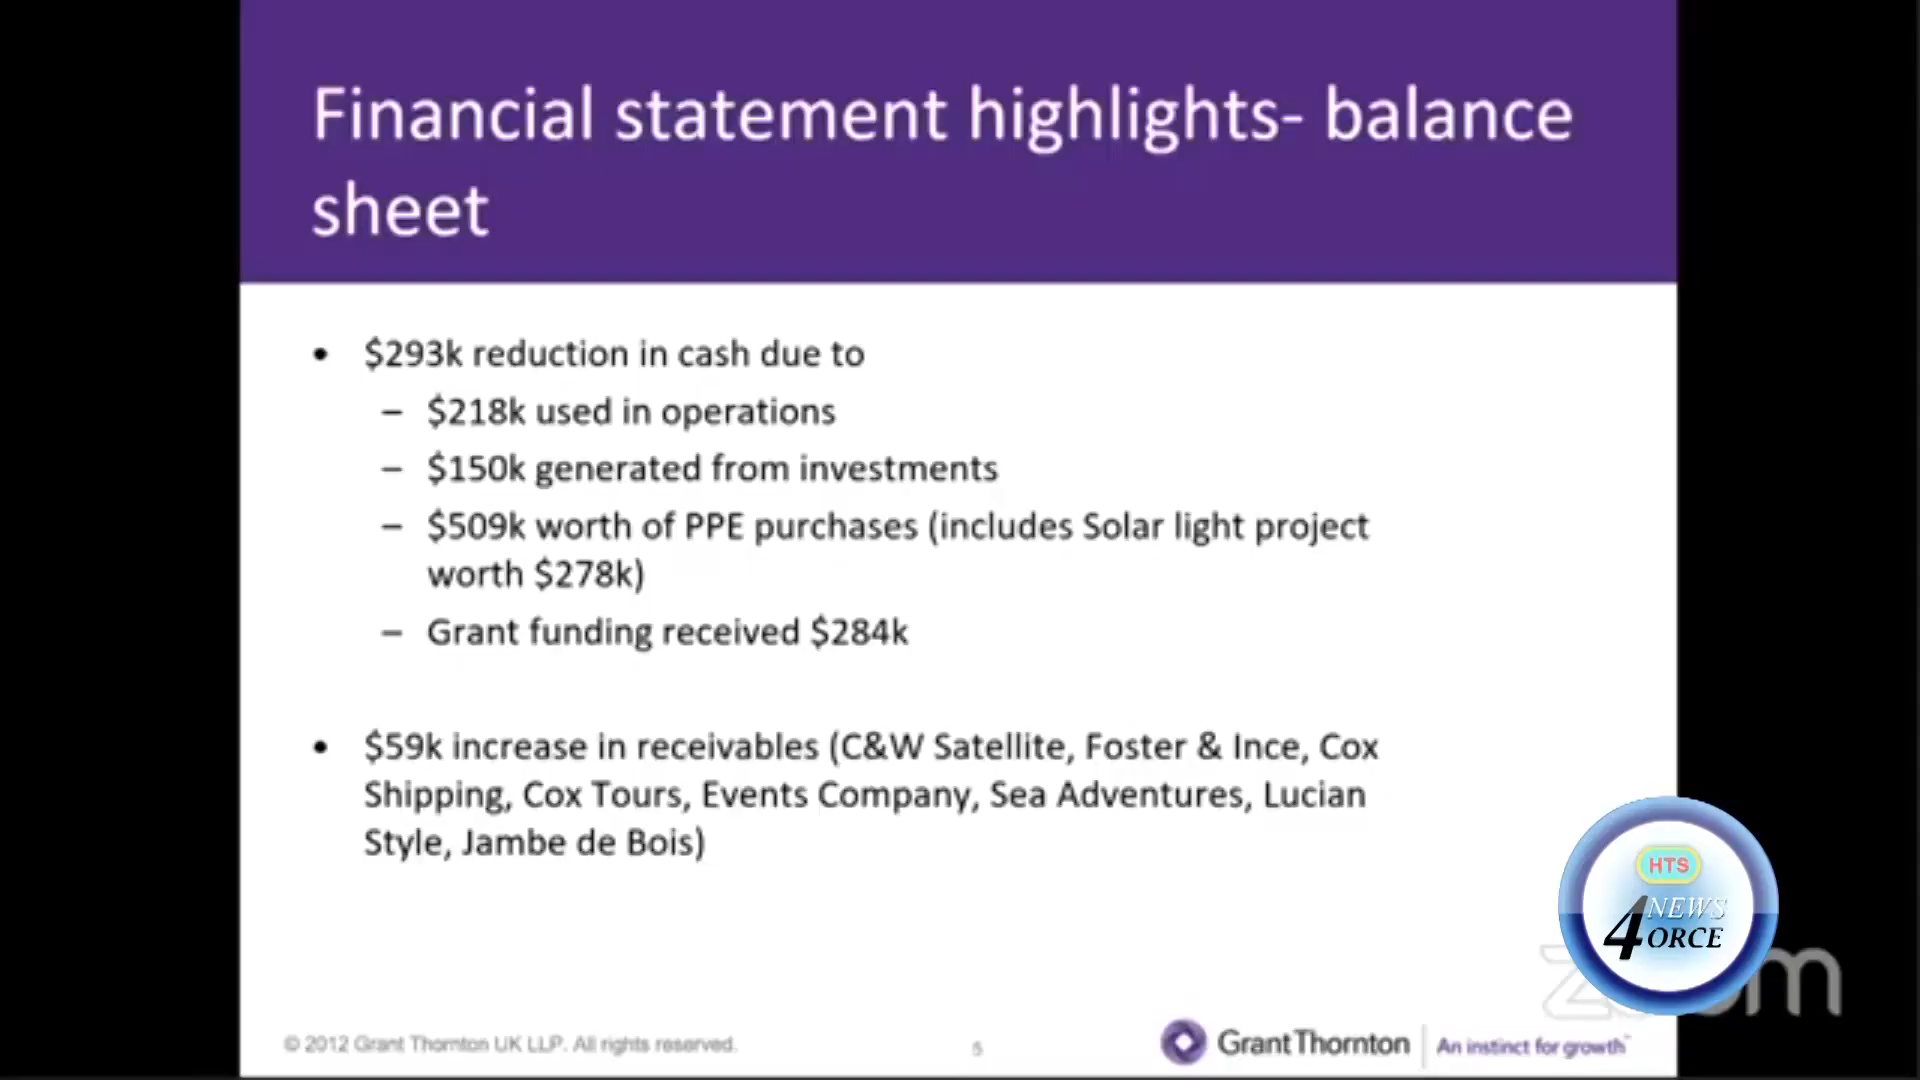 Financial statement highlights- balance
sheet
• $293k reduction in cash due to
– $218k used in operations
– $150k generated from investments
– $509k worth of PPE purchases (includes Solar light project
worth $278k)
– Grant funding received $284k
• $59k increase in receivables (C&W Satellite, Foster & Ince, Cox
Shipping, Cox Tours, Events Company, Sea Adventures, Lucian
Style, Jambe de Bois)
HTS
NEWS
4ORCE
zoom
© 2012 Grant Thornton UK LLP. All rights reserved.
5
Grant Thornton
An instinct for growth™